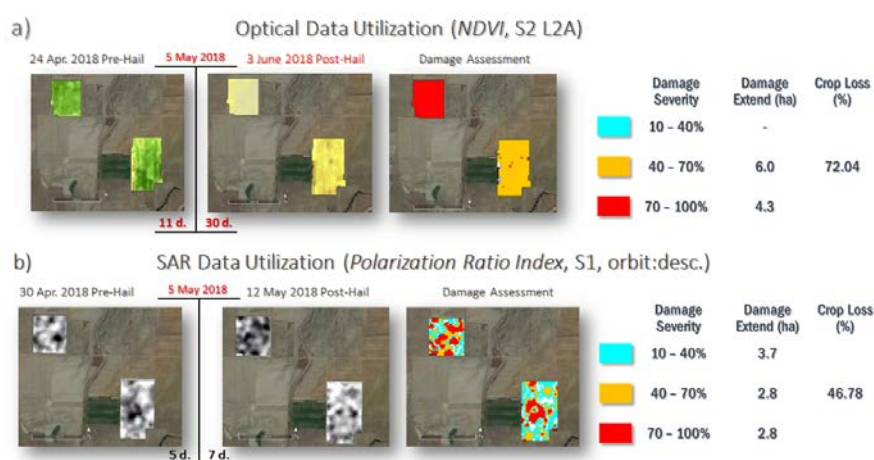 a) Optical Data Utilization (NDVI, S2 L2A)
24 Apr. 2018 Pre-Hail 5 May 2018 3 June 2018 Post-Hail Damage Assessment
Damage Severity Damage Extend (ha) Crop Loss (%)
10 – 40% -
40 – 70% 6.0 72.04
70 – 100% 4.3
11 d. 30 d.
b) SAR Data Utilization (Polarization Ratio Index, S1, orbit:desc.)
30 Apr. 2018 Pre-Hail 5 May 2018 12 May 2018 Post-Hail Damage Assessment
Damage Severity Damage Extend (ha) Crop Loss (%)
10 – 40% 3.7
40 – 70% 2.8 46.78
70 – 100% 2.8
5 d. 7 d.